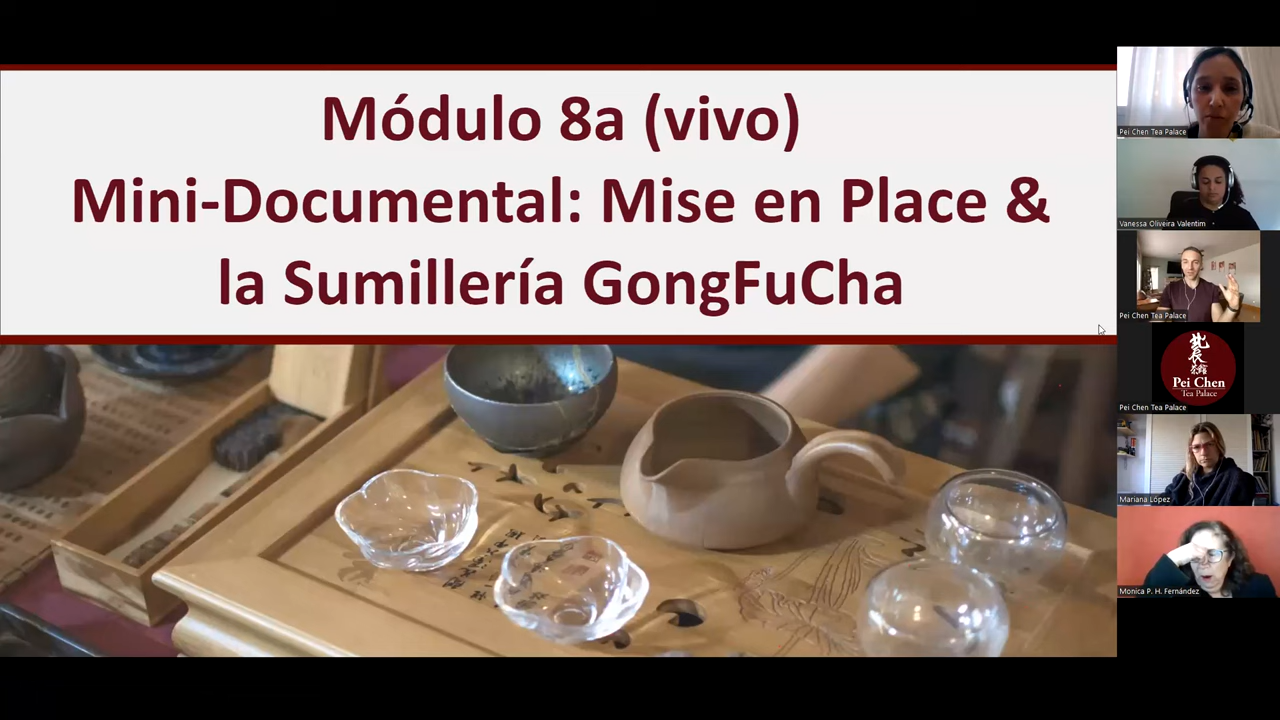 Módulo 8a (vivo)
Mini-Documental: Mise en Place &
la Sumillería GongFuCha
Pei Chen Tea Palace
Vanessa Oliveira Valentim
Pei Chen Tea Palace
Pei Chen
Tea Palace
Pei Chen Tea Palace
Mariana López
Monica P. H. Fernández